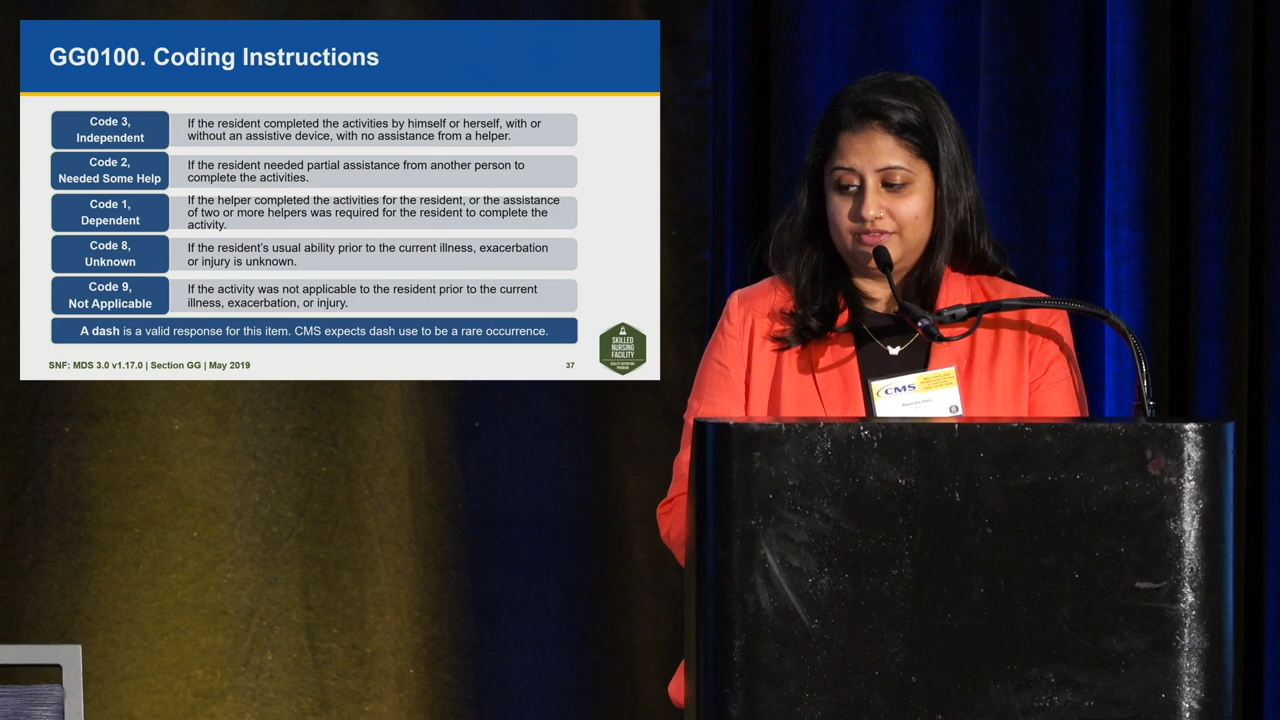 GG0100. Coding Instructions
Code 3,
Independent
If the resident completed the activities by himself or herself, with or
without an assistive device, with no assistance from a helper.
Code 2,
Needed Some Help
If the resident needed partial assistance from another person to
complete the activities.
Code 1,
Dependent
If the helper completed the activities for the resident, or the assistance
of two or more helpers was required for the resident to complete the
activity.
Code 8,
Unknown
If the resident's usual ability prior to the current illness, exacerbation
or injury is unknown.
Code 9,
Not Applicable
If the activity was not applicable to the resident prior to the current
illness, exacerbation, or injury.
A dash is a valid response for this item. CMS expects dash use to be a rare occurrence.
SNF: MDS 3.0 v1.17.0 | Section GG | May 2019
37
SKILLED
NURSING
FACILITY
QUALITY REPORTING
PROGRAM
CMS